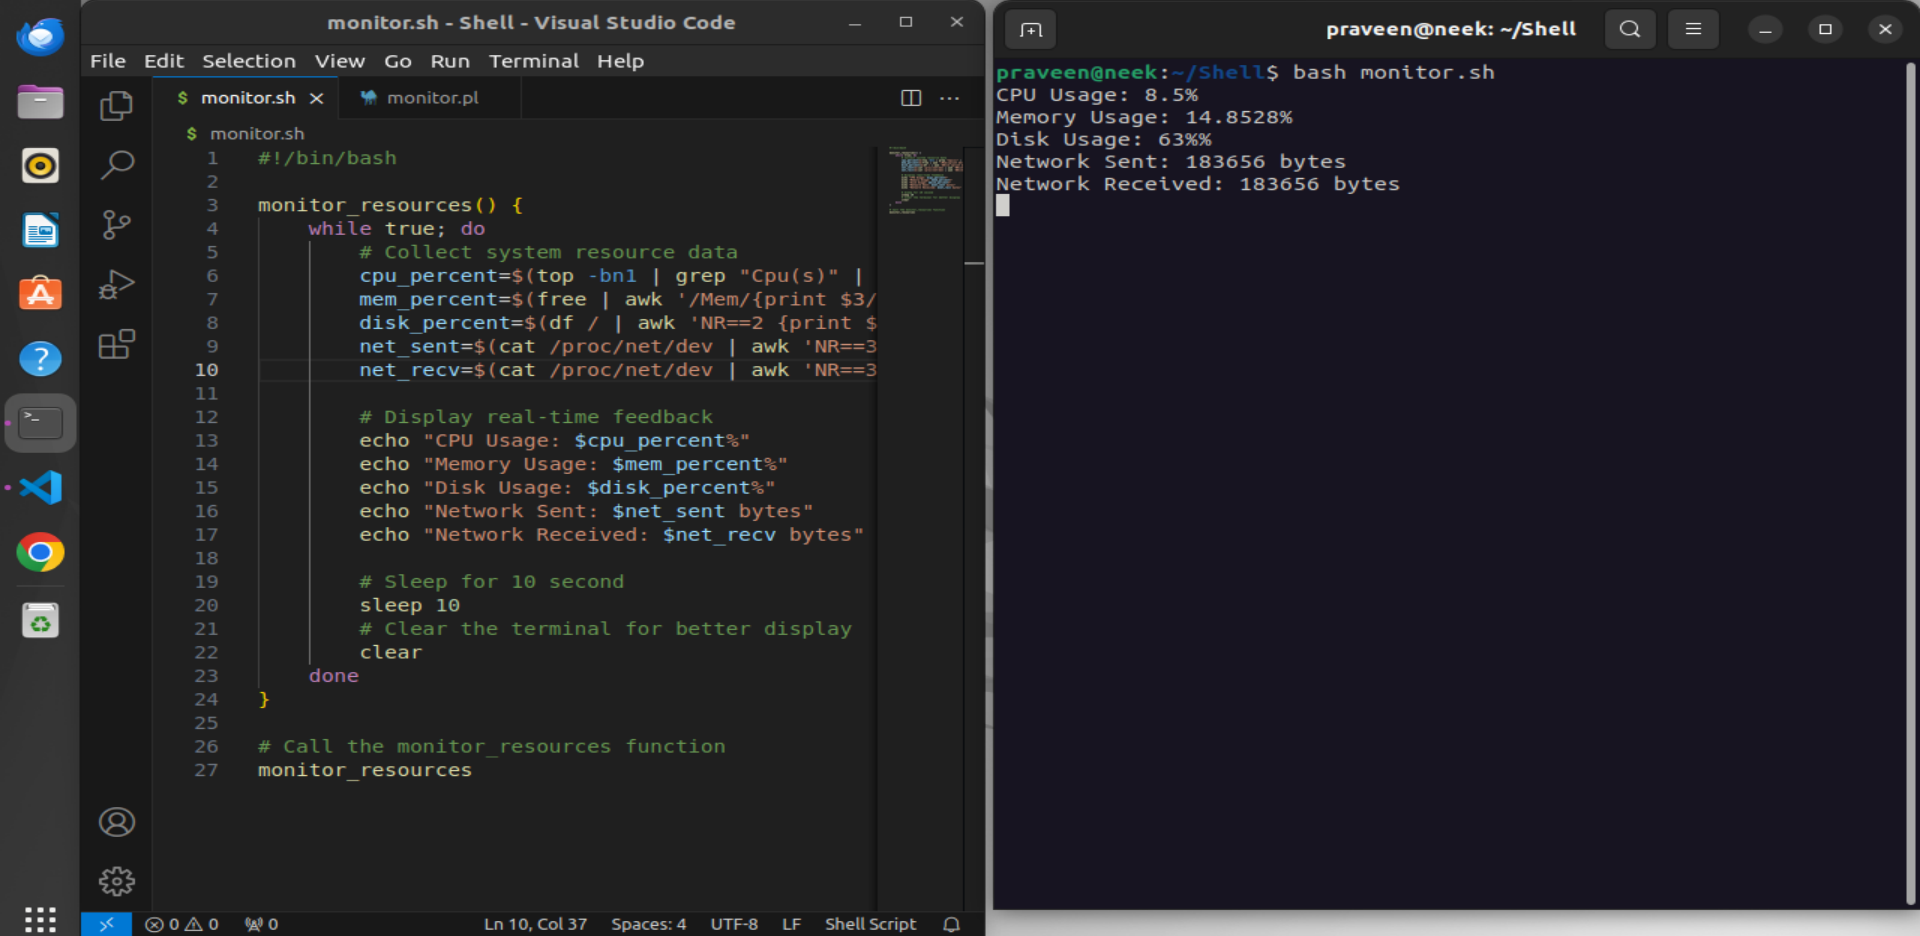 monitor.sh - Shell - Visual Studio Code
File Edit Selection View Go Run Terminal Help
$ monitor.sh monitor.pl
$ monitor.sh
1 #!/bin/bash
2
3 monitor_resources() {
4 while true; do
5 # Collect system resource data
6 cpu_percent=$(top -bn1 | grep "Cpu(s)" |
7 mem_percent=$(free | awk '/Mem/{print $3/
8 disk_percent=$(df / | awk 'NR==2 {print $
9 net_sent=$(cat /proc/net/dev | awk 'NR==3
10 net_recv=$(cat /proc/net/dev | awk 'NR==3
11
12 # Display real-time feedback
13 echo "CPU Usage: $cpu_percent%"
14 echo "Memory Usage: $mem_percent%"
15 echo "Disk Usage: $disk_percent%"
16 echo "Network Sent: $net_sent bytes"
17 echo "Network Received: $net_recv bytes"
18
19 # Sleep for 10 second
20 sleep 10
21 # Clear the terminal for better display
22 clear
23 done
24 }
25
26 # Call the monitor_resources function
27 monitor_resources
0 0 0 Ln 10, Col 37 Spaces: 4 UTF-8 LF Shell Script
praveen@neek: ~/Shell
praveen@neek:~/Shell$ bash monitor.sh
CPU Usage: 8.5%
Memory Usage: 14.8528%
Disk Usage: 63%%
Network Sent: 183656 bytes
Network Received: 183656 bytes